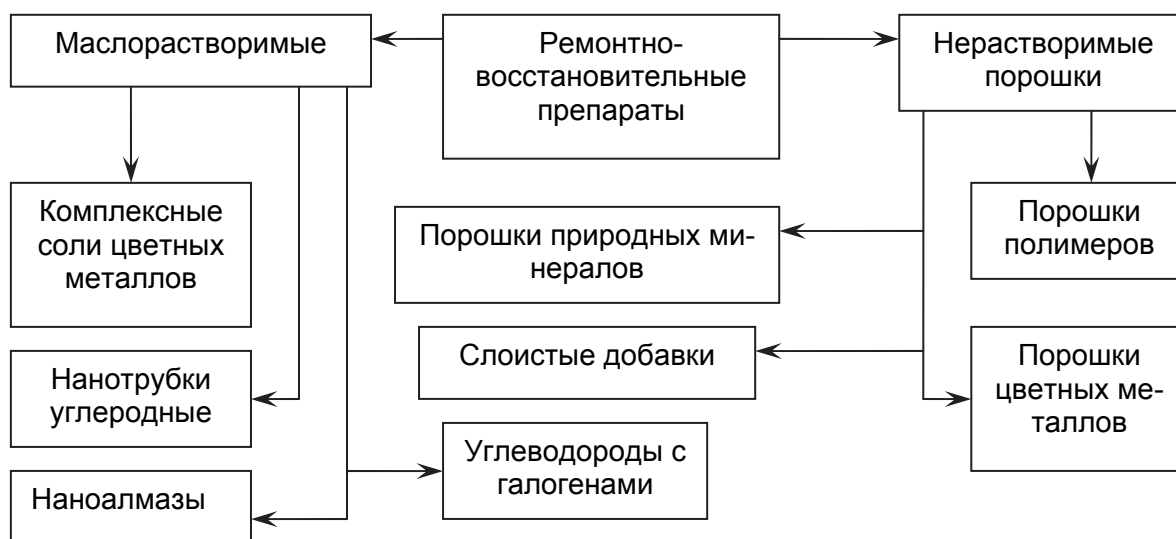 Маслорастворимые
Ремонтно-
восстановительные
препараты
Нерастворимые
порошки
Комплексные
соли цветных
металлов
Порошки природных ми-
нералов
Порошки
полимеров
Слоистые добавки
Нанотрубки
углеродные
Порошки
цветных ме-
таллов
Углеводороды с
галогенами
Наноалмазы